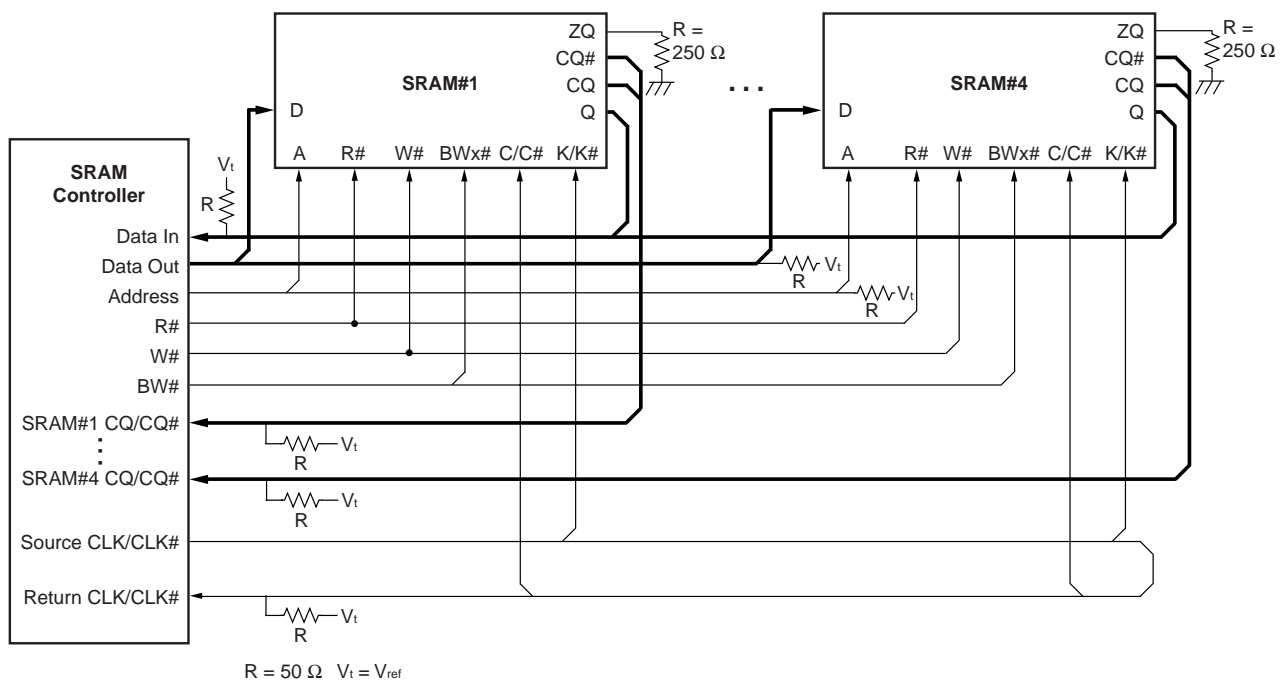 ZQ
CQ#
CQ
Q
SRAM#1
D
A R# W# BWx# C/C# K/K#
R =
250 Ω
. . .
ZQ
CQ#
CQ
Q
SRAM#4
D
A R# W# BWx# C/C# K/K#
R =
250 Ω
SRAM
Controller
Vt
R
Data In
Data Out
R Vt
Address
R Vt
R#
W#
BW#
SRAM#1 CQ/CQ#
R Vt
SRAM#4 CQ/CQ#
R Vt
Source CLK/CLK#
Return CLK/CLK#
R Vt
R = 50 Ω Vt = Vref